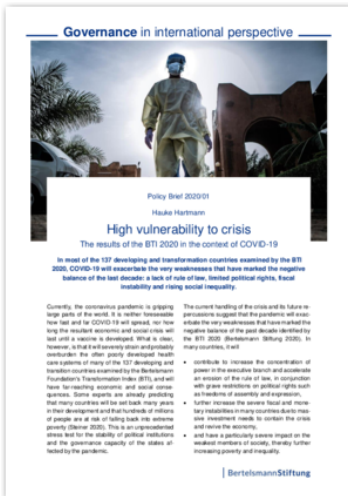 Governance in international perspective
Policy Brief 2020/01
Hauke Hartmann
High vulnerability to crisis
The results of the BTI 2020 in the context of COVID-19
In most of the 137 developing and transformation countries examined by the BTI
2020, COVID-19 will exacerbate the very weaknesses that have marked the negative
balance of the last decade: a lack of rule of law, limited political rights, fiscal
instability and rising social inequality.
Currently, the coronavirus pandemic is gripping
large parts of the world. It is neither foreseeable
how fast and far COVID-19 will spread, nor how
long the resultant economic and social crisis will
last until a vaccine is developed. What is clear,
however, is that it will severely strain and probably
overburden the often poorly developed health
care systems of many of the 137 developing and
transition countries examined by the Bertelsmann
Foundation's Transformation Index (BTI), and will
have far-reaching economic and social conse-
quences. Some experts are already predicting
that many countries will be set back many years
in their development and that hundreds of millions
of people are at risk of falling back into extreme
poverty (Steiner 2020). This is an unprecedented
stress test for the stability of political institutions
and the governance capacity of the states af-
fected by the pandemic.
The current handling of the crisis and its future re-
percussions suggest that the pandemic will exac-
erbate the very weaknesses that have marked the
negative balance of the past decade identified by
the BTI 2020 (Bertelsmann Stiftung 2020). In
many countries, it will
• contribute to increase the concentration of
power in the executive branch and accelerate
an erosion of the rule of law, in conjunction
with grave restrictions on political rights such
as freedoms of assembly and expression,
• further increase the severe fiscal and mone-
tary instabilities in many countries due to mas-
sive investment needs to contain the crisis
and revive the economy,
• and have a particularly severe impact on the
weakest members of society, thereby further
increasing poverty and inequality.
BertelsmannStiftung